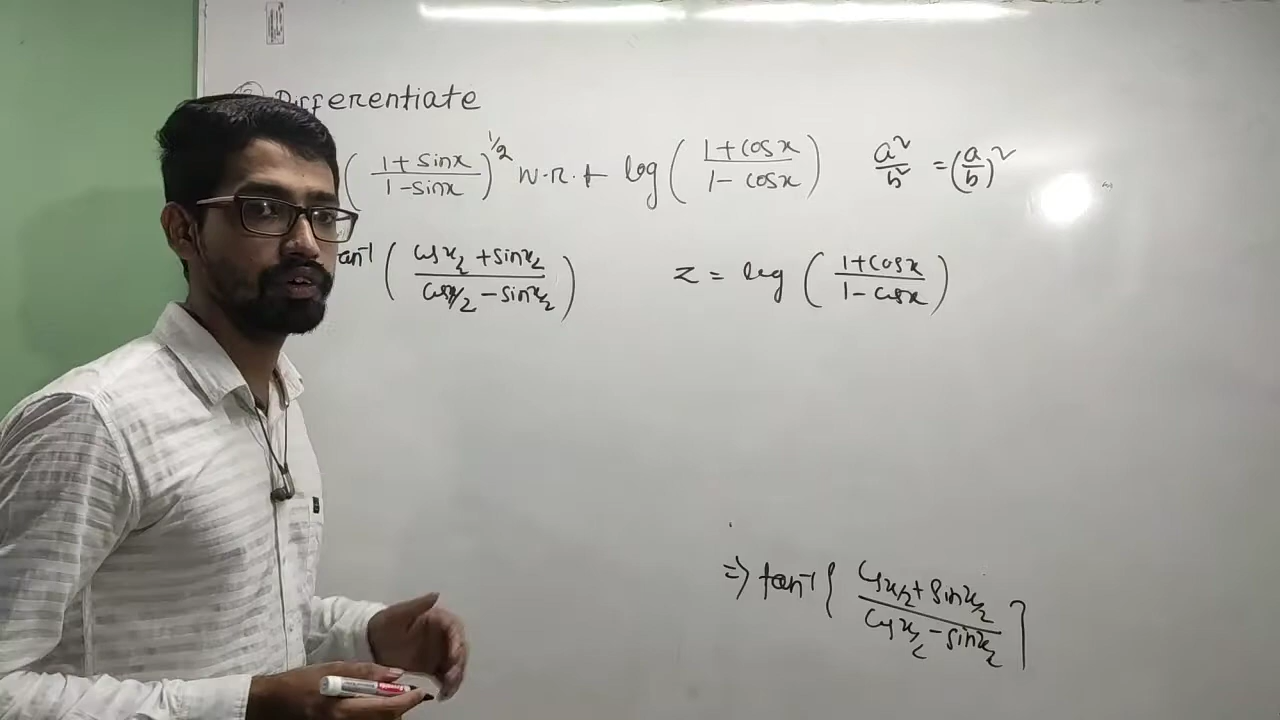 Differentiate
(1+sinx / 1-sinx)^1/2 w.r.t log (1+cosx / 1-cosx) a²/b² = (a/b)²
tan⁻¹ (cosx/2 + sinx/2 / cosx/2 - sinx/2) z = log (1+cosx / 1-cosx)
=> tan⁻¹ { cosx/2 + sinx/2 / cosx/2 - sinx/2 }